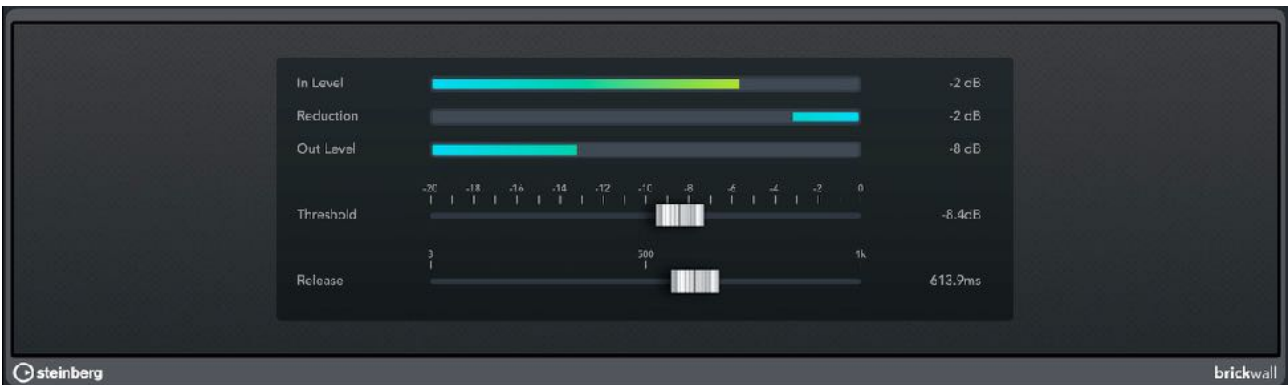 In Level -2 dB
Reduction -2 dB
Out Level -8 dB
-20 -18 -16 -14 -12 -10 -8 -6 -4 -2 0
Threshold -8.4dB
3 500 1k
Release 613.9ms
steinberg brickwall